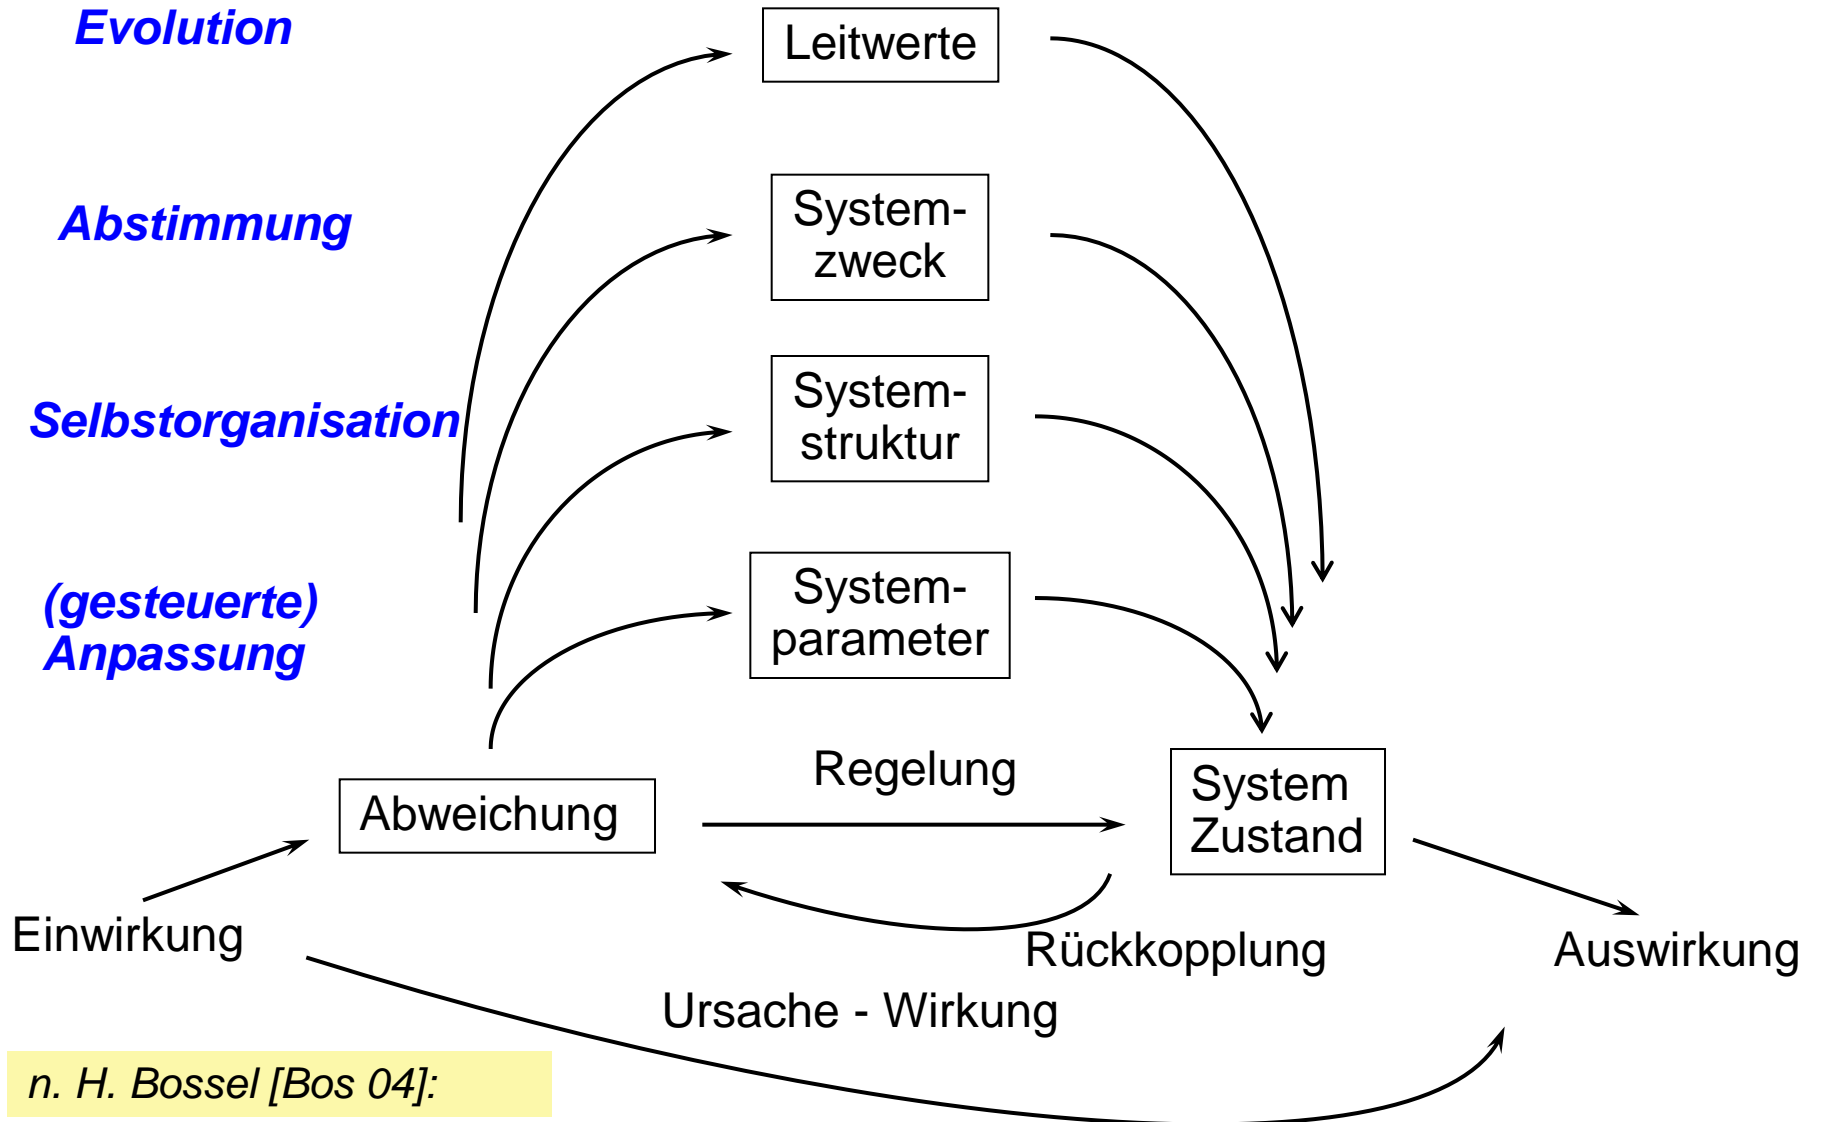 Evolution
Leitwerte
Abstimmung
System-
zweck
Selbstorganisation
System-
struktur
(gesteuerte)
Anpassung
System-
parameter
Regelung
Abweichung
System
Zustand
Einwirkung
Rückkopplung
Auswirkung
Ursache - Wirkung
n. H. Bossel [Bos 04]: